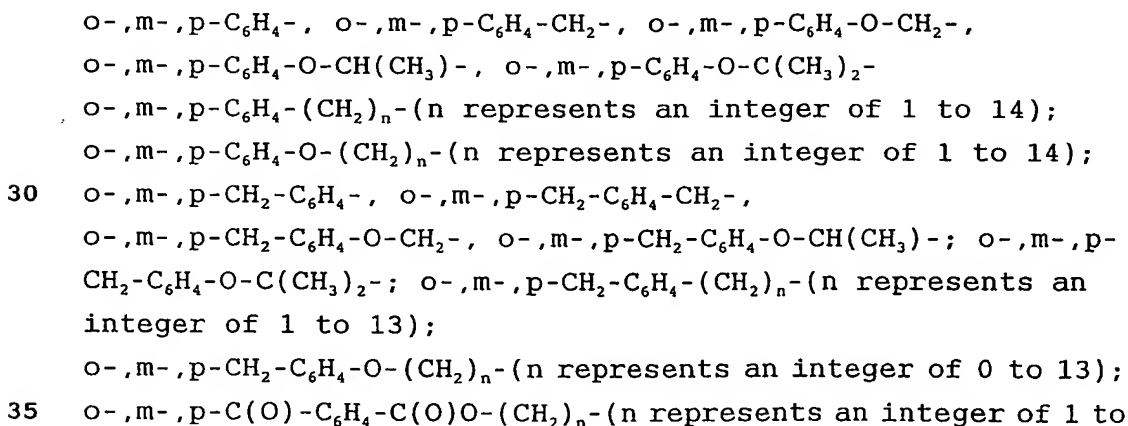 o-,m-,p-C₆H₄-, o-,m-,p-C₆H₄-CH₂-, o-,m-,p-C₆H₄-O-CH₂-,
o-,m-,p-C₆H₄-O-CH(CH₃)-, o-,m-,p-C₆H₄-O-C(CH₃)₂-
o-,m-,p-C₆H₄-(CH₂)ₙ-(n represents an integer of 1 to 14);
o-,m-,p-C₆H₄-O-(CH₂)ₙ-(n represents an integer of 1 to 14);
30 o-,m-,p-CH₂-C₆H₄-, o-,m-,p-CH₂-C₆H₄-CH₂-,
o-,m-,p-CH₂-C₆H₄-O-CH₂-, o-,m-,p-CH₂-C₆H₄-O-CH(CH₃)-; o-,m-,p-
CH₂-C₆H₄-O-C(CH₃)₂-; o-,m-,p-CH₂-C₆H₄-(CH₂)ₙ-(n represents an
integer of 1 to 13);
o-,m-,p-CH₂-C₆H₄-O-(CH₂)ₙ-(n represents an integer of 0 to 13);
35 o-,m-,p-C(O)-C₆H₄-C(O)O-(CH₂)ₙ-(n represents an integer of 1 to